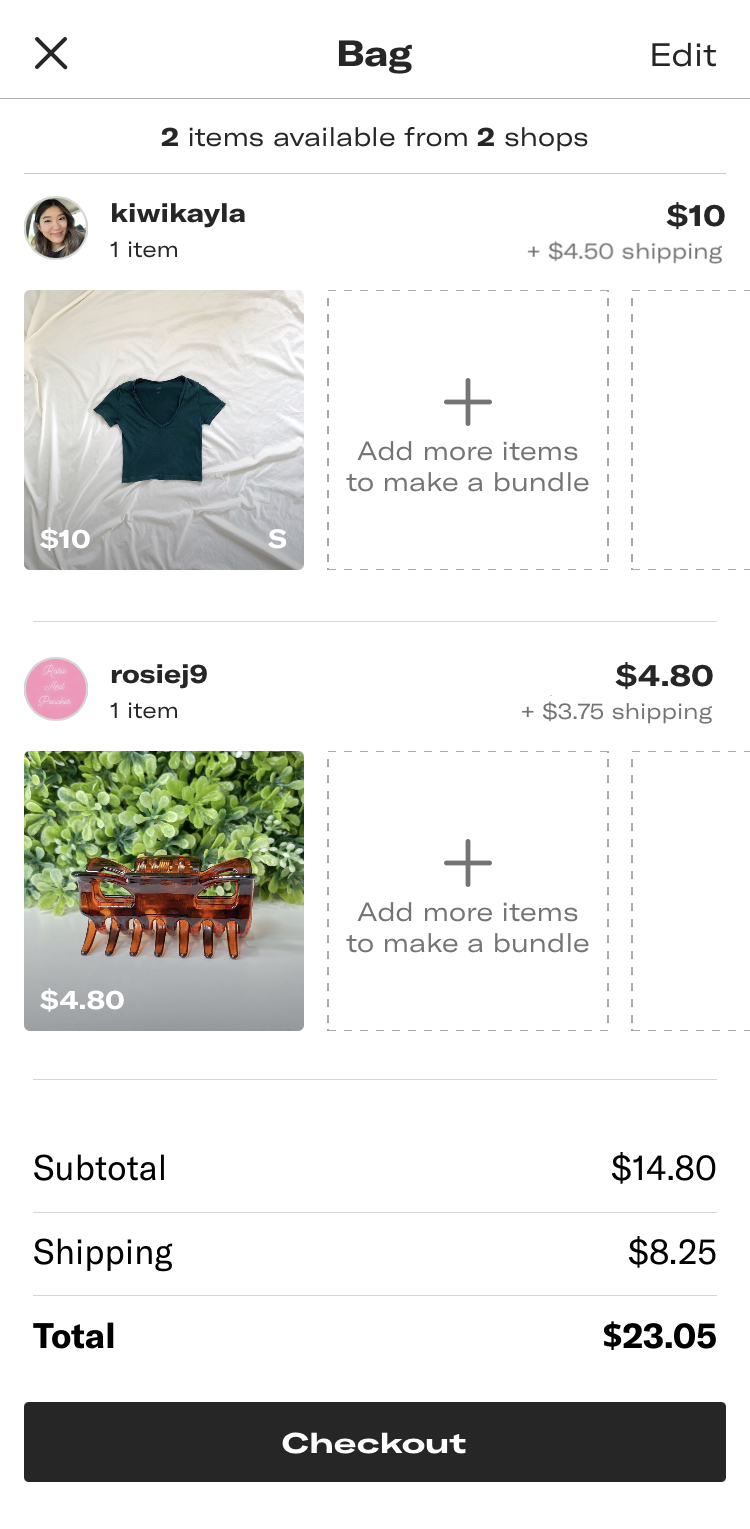 Bag
Edit
2 items available from 2 shops
kiwikayla
$10
1 item
+ $4.50 shipping
$10
S
Add more items
to make a bundle
rosiej9
$4.80
1 item
+ $3.75 shipping
$4.80
Add more items
to make a bundle
Subtotal
$14.80
Shipping
$8.25
Total
$23.05
Checkout